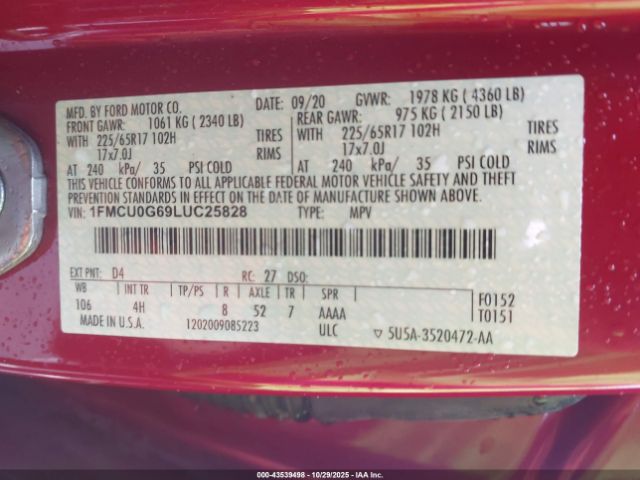 MFD. BY FORD MOTOR CO. DATE: 09/20 GVWR: 1978 KG ( 4360 LB)
FRONT GAWR: 1061 KG ( 2340 LB) REAR GAWR: 975 KG ( 2150 LB)
WITH 225/65R17 102H TIRES WITH 225/65R17 102H TIRES
17x7.0J RIMS 17x7.0J RIMS
AT 240 kPa/ 35 PSI COLD AT 240 kPa/ 35 PSI COLD
THIS VEHICLE CONFORMS TO ALL APPLICABLE FEDERAL MOTOR VEHICLE SAFETY AND THEFT
PREVENTION STANDARDS IN EFFECT ON THE DATE OF MANUFACTURE SHOWN ABOVE.
VIN: 1FMCU0G69LUC25828 TYPE: MPV
EXT PNT: D4 RC: 27 DSO:
WB INT TR TP/PS R AXLE TR SPR F0152
106 4H 8 52 7 AAAA T0151
MADE IN U.S.A. 1202009085223 ULC 5U5A-3520472-AA
# 43539498 - 10/29/2025 - IAA Inc.